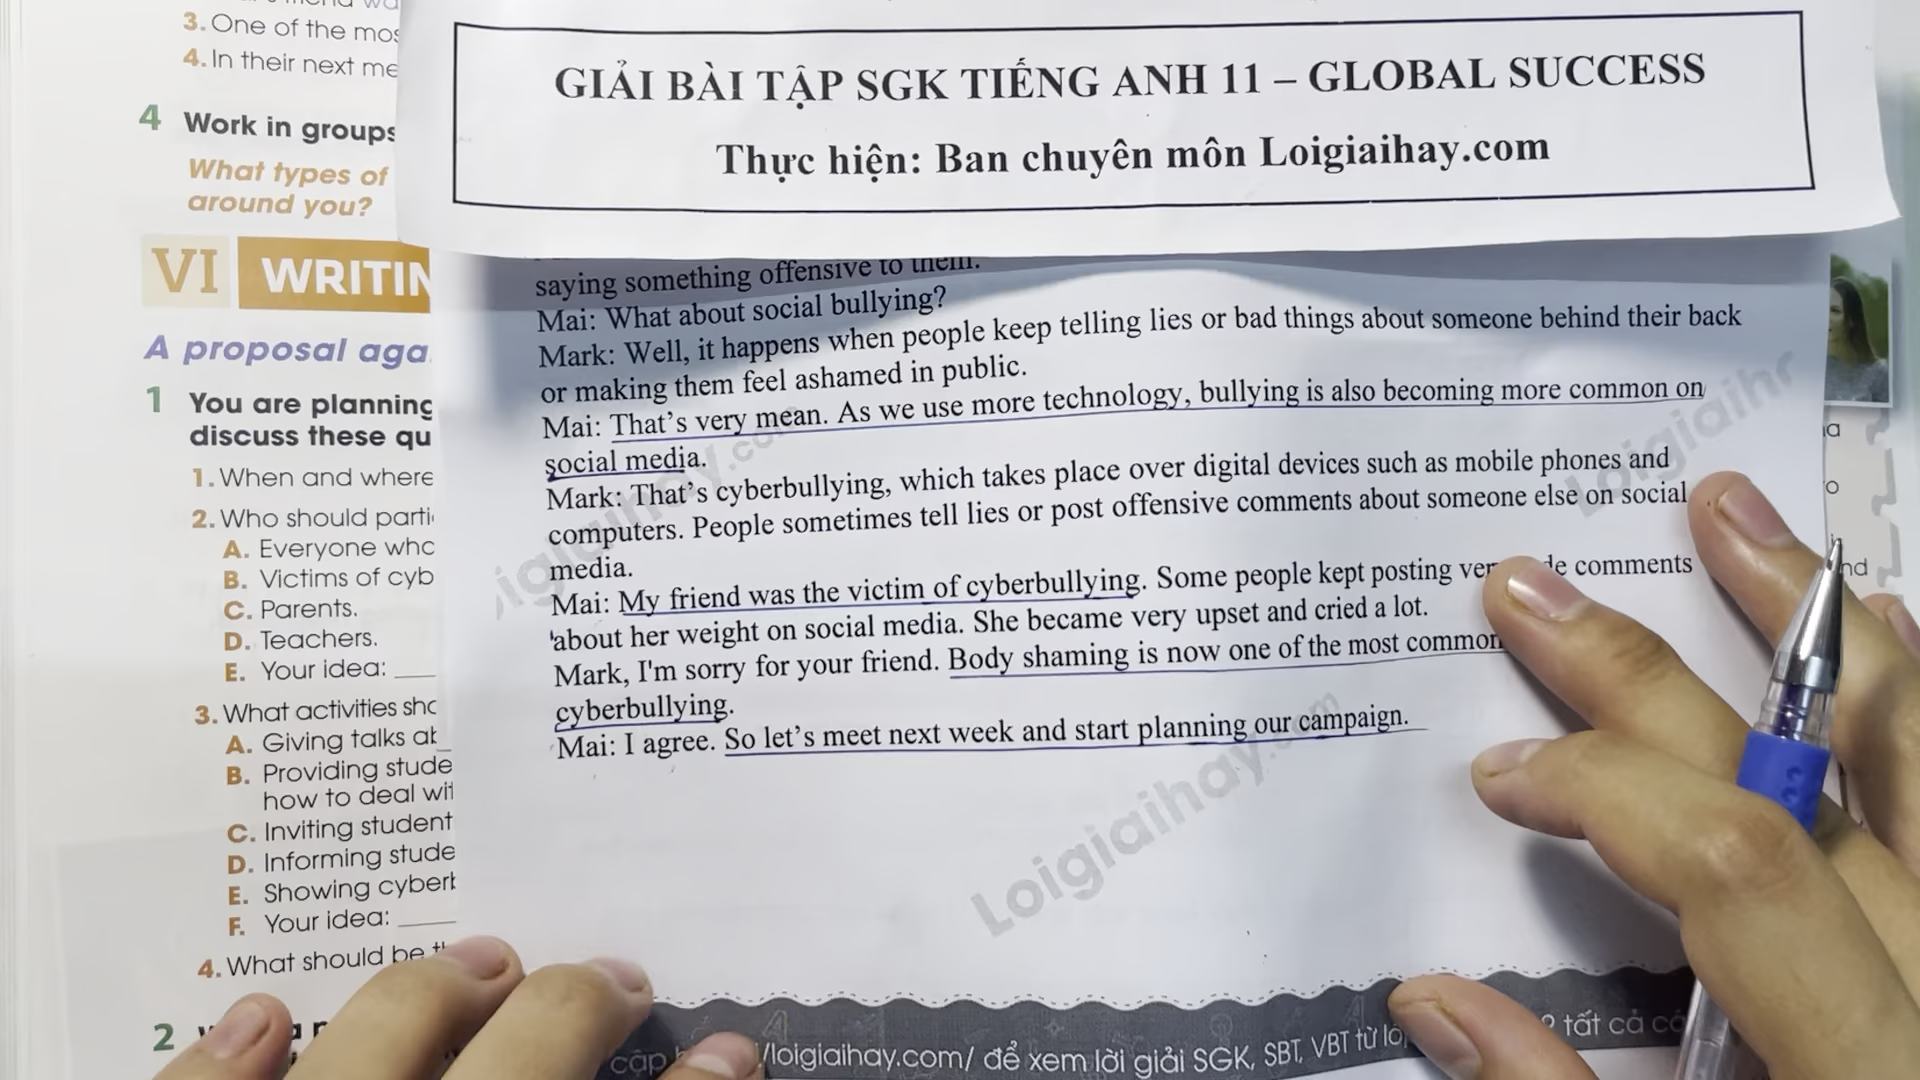 3. One of the mos
4. In their next me
4 Work in groups
What types of
around you?
VI WRITIN
A proposal aga
1 You are planning
discuss these qu
1. When and where
2. Who should parti
A. Everyone who
B. Victims of cyb
C. Parents.
D. Teachers.
E. Your idea: ___
3. What activities sho
A. Giving talks ab
B. Providing stude
how to deal wit
C. Inviting student
D. Informing stude
E. Showing cyberb
F. Your idea: ____
4. What should be
2
GIẢI BÀI TẬP SGK TIẾNG ANH 11 – GLOBAL SUCCESS
Thực hiện: Ban chuyên môn Loigiaihay.com
saying something offensive to them.
Mai: What about social bullying?
Mark: Well, it happens when people keep telling lies or bad things about someone behind their back
or making them feel ashamed in public.
Mai: That's very mean. As we use more technology, bullying is also becoming more common on
social media.
Mark: That's cyberbullying, which takes place over digital devices such as mobile phones and
computers. People sometimes tell lies or post offensive comments about someone else on social
media.
Mai: My friend was the victim of cyberbullying. Some people kept posting comments
about her weight on social media. She became very upset and cried a lot.
Mark, I'm sorry for your friend. Body shaming is now one of the most common
cyberbullying.
Mai: I agree. So let's meet next week and start planning our campaign.
Loigiaihay.com
cập /loigiaihay.com/ để xem lời giải SGK, SBT, VBT từ tất cả